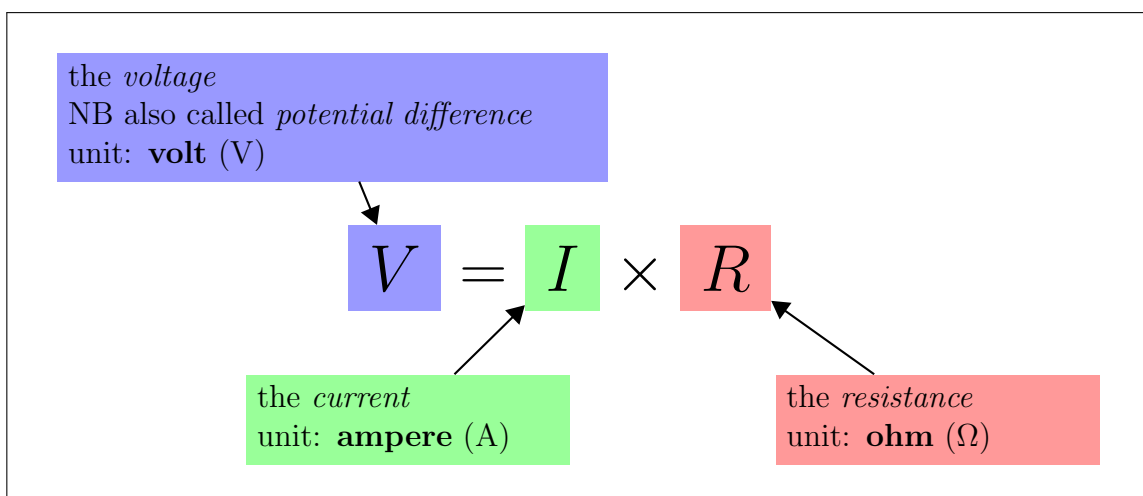 the voltage
NB also called potential difference
unit: volt (V)
V = I × R
the current
unit: ampere (A)
the resistance
unit: ohm (Ω)